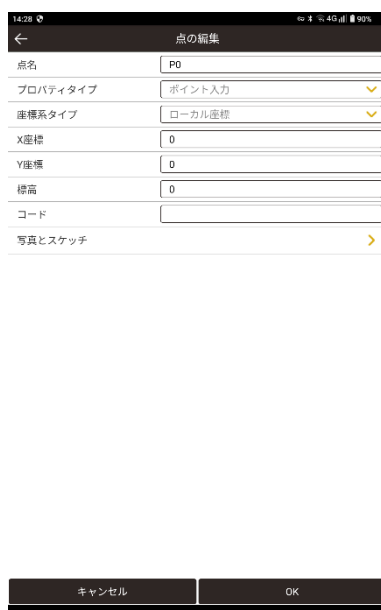 14:28 4G 90%
点の編集
点名 P0
プロパティタイプ ポイント入力
座標系タイプ ローカル座標
X座標 0
Y座標 0
標高 0
コード
写真とスケッチ
キャンセル OK